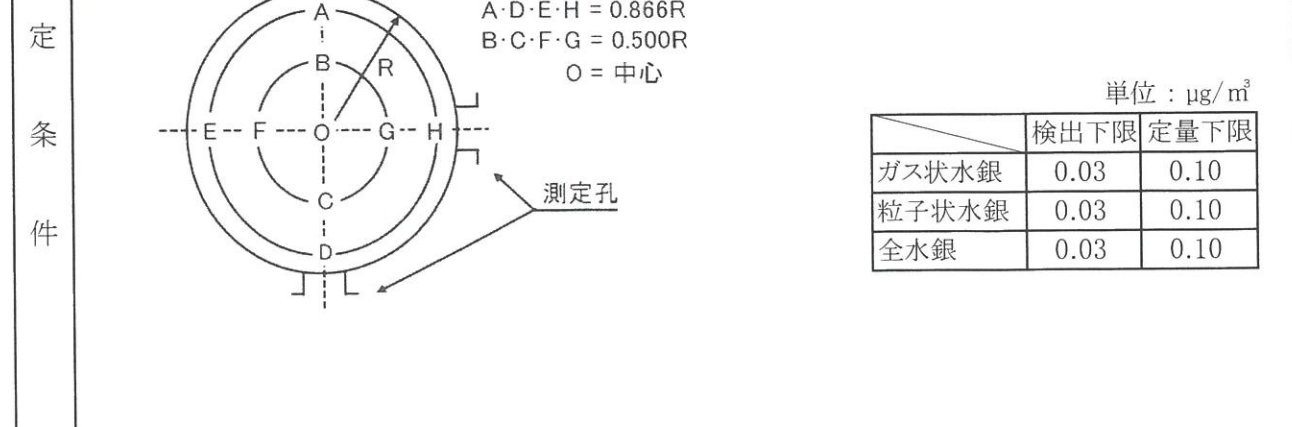 定
条
件
A·D·E·H = 0.866R
B·C·F·G = 0.500R
O = 中心
A
B
R
E F O G H
C
D
測定孔
単位：μg/㎥
検出下限 定量下限
ガス状水銀 0.03 0.10
粒子状水銀 0.03 0.10
全水銀 0.03 0.10